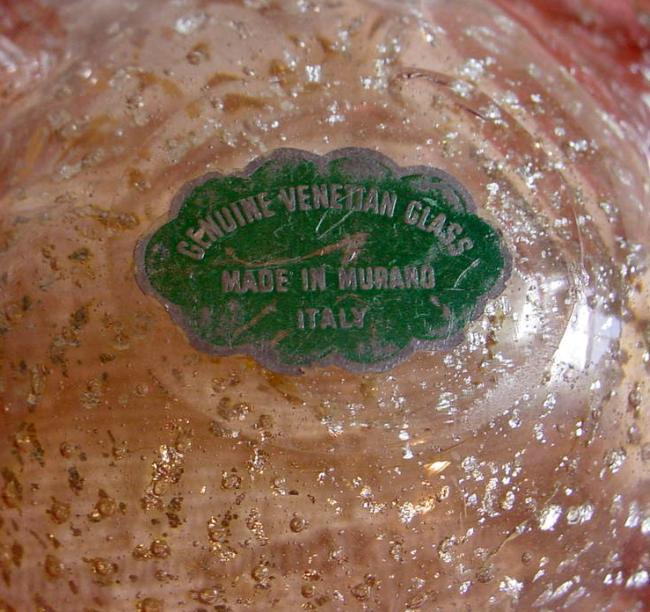 GENUINE VENETIAN GLASS
MADE IN MURANO
ITALY